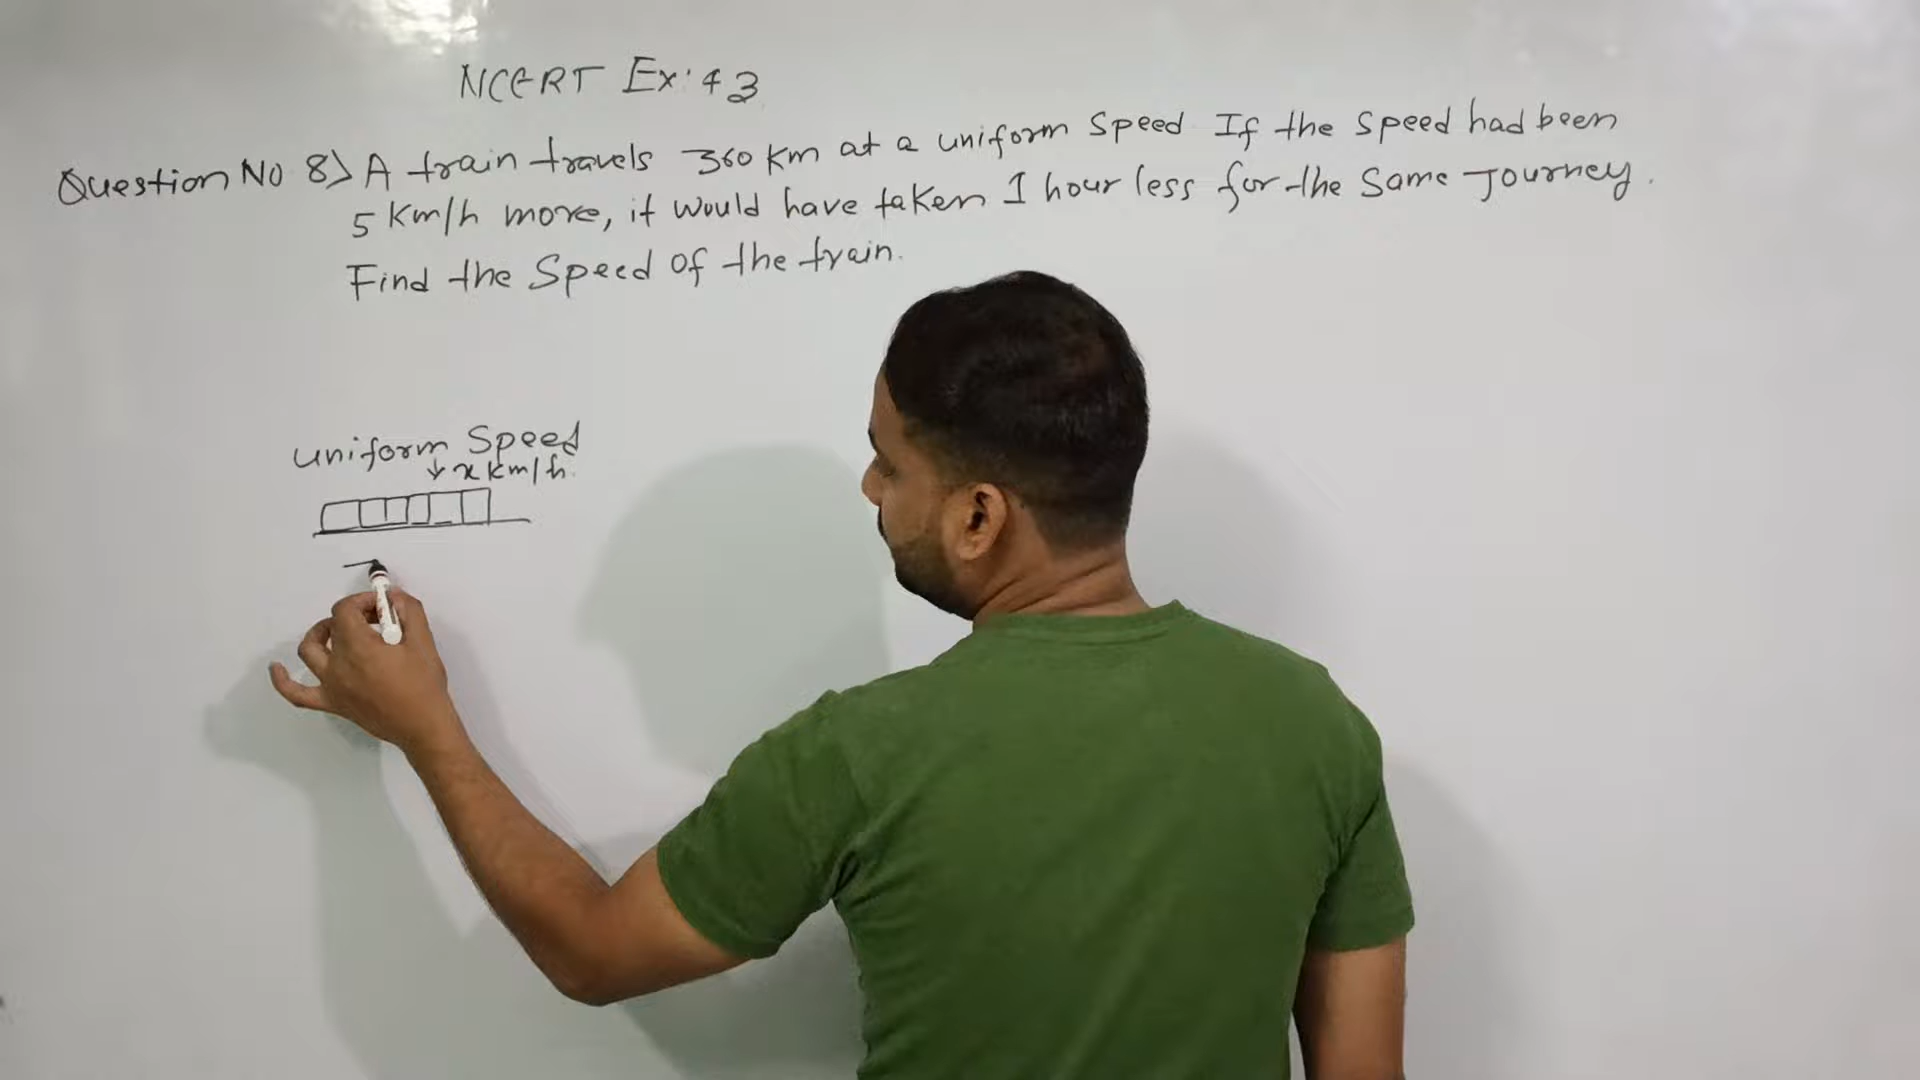 NCERT Ex: 4 3
Question No 8) A train travels 360 km at a uniform speed If the speed had been
5 km/h more, it would have taken 1 hour less for the same Journey.
Find the Speed of the train.
uniform Speed
x km/h.